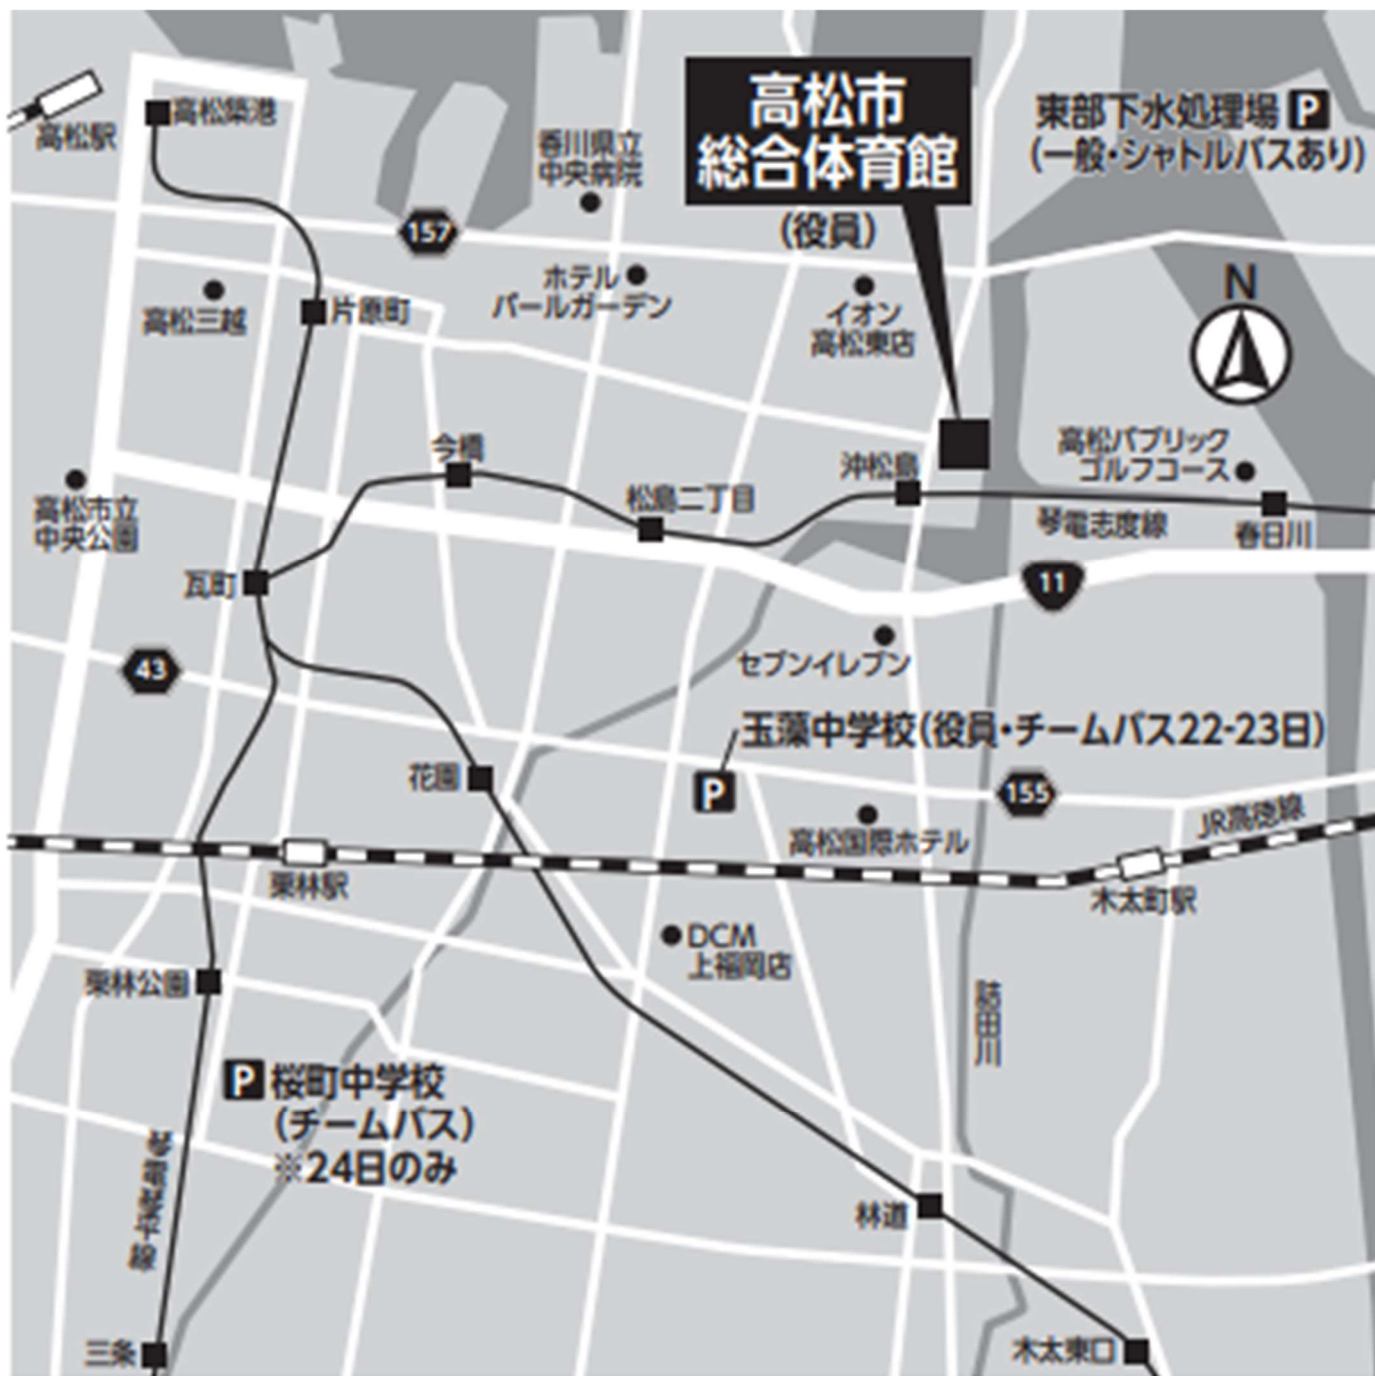 高松市
総合体育館
(役員)
東部下水処理場 P
(一般・シャトルバスあり)
高松築港
高松駅
香川県立
中央病院
157
ホテル
パールガーデン
イオン
高松東店
N
高松三越
片原町
今橋
松島二丁目
沖松島
高松パブリック
ゴルフコース
琴電志度線
春日川
高松市立
中央公園
瓦町
11
セブンイレブン
43
玉藻中学校(役員・チームバス22-23日)
P
155
花園
高松国際ホテル
JR高徳線
栗林駅
木太町駅
DCM
上福岡店
栗林公園
詰田川
P 桜町中学校
(チームバス)
※24日のみ
林道
三条
木太東口